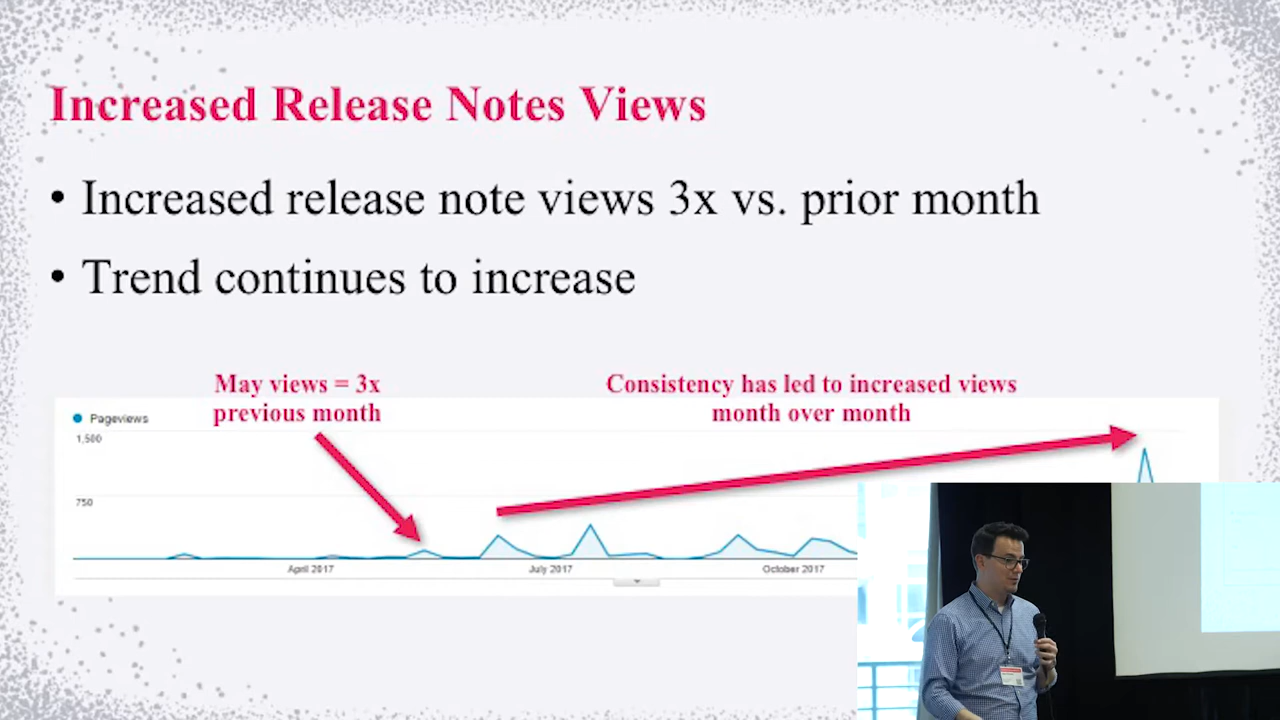 Increased Release Notes Views
• Increased release note views 3x vs. prior month
• Trend continues to increase
May views = 3x
previous month
Consistency has led to increased views
month over month
Pageviews
1,500
750
April 2017
July 2017
October 2017